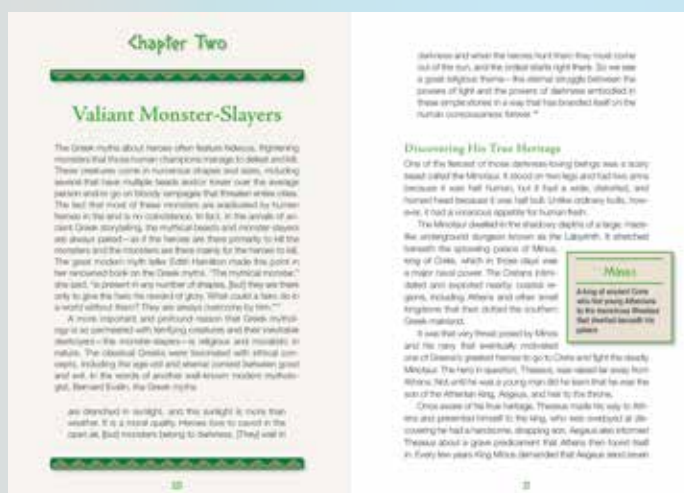 Chapter Two
Valiant Monster-Slayers
The Greek myths about heroes often feature hideous, frightening
monsters that those human champions manage to defeat and kill.
These creatures come in numerous shapes and sizes, including
several that have multiple heads and/or tower over the average
person and/or go on bloody rampages that threaten entire cities.
The fact that most of these monsters are eradicated by human
heroes in the end is no coincidence. In fact, in the annals of an-
cient Greek storytelling, the mythical beasts and monster-slayers
are always paired—as if the heroes are there primarily to kill the
monsters and the monsters are there mainly for the heroes to kill.
The great modern myth teller Edith Hamilton made this point in
her renowned book on the Greek myths. "The mythical monster,"
she said, "is present in any number of shapes, [but] they are there
only to give the hero his reward of glory. What could a hero do in
a world without them? They are always overcome by him."
A more important and profound reason that Greek mythol-
ogy is so permeated with terrifying creatures and their inevitable
destroyers—the monster-slayers—is religious and moralistic in
nature. The classical Greeks were fascinated with ethical con-
cepts, including the age-old and eternal contest between good
and evil. In the words of another well-known modern mytholo-
gist, Bernard Evslin, the Greek myths
are drenched in sunlight, and this sunlight is more than
weather. It is a moral quality. Heroes love to travel in the
open air, [but] monsters belong to darkness. [They] wait in
darkness and when the heroes hunt them they must come
out of the sun, and the ordeal starts right there. So we see
a great religious theme—the eternal struggle between the
powers of light and the powers of darkness embodied in
these simple stories in a way that has branded itself on the
human consciousness forever.
Discovering His True Heritage
One of the fiercest of those darkness-loving beings was a scary
beast called the Minotaur. It stood on two legs and had two arms
because it was half human, but it had a wide, distorted, and
horned head because it was half bull. Unlike ordinary bulls, how-
ever, it had a voracious appetite for human flesh.
The Minotaur dwelled in the shadowy depths of a large, maze-
like underground dungeon known as the Labyrinth. It stretched
beneath the sprawling palace of Minos,
king of Crete, which in those days was
a major naval power. The Cretans intimi-
dated and exploited nearby coastal re-
gions, including Athens and other small
kingdoms that then dotted the southern
Greek mainland.
Minos
A king of ancient Crete
who fed young Athenians
to the monstrous Minotaur
that dwelled beneath his
palace
It was that very threat posed by Minos
and his navy that eventually motivated
one of Greece's greatest heroes to go to Crete and fight the deadly
Minotaur. The hero in question, Theseus, was raised far away from
Athens. Not until he was a young man did he learn that he was the
son of the Athenian king, Aegeus, and heir to the throne.
Once aware of his true heritage, Theseus made his way to Ath-
ens and presented himself to the king, who was overjoyed at dis-
covering he had a handsome, strapping son. Aegeus also informed
Theseus about a grave predicament that Athens then found itself
in. Every few years King Minos demanded that Aegeus send seven